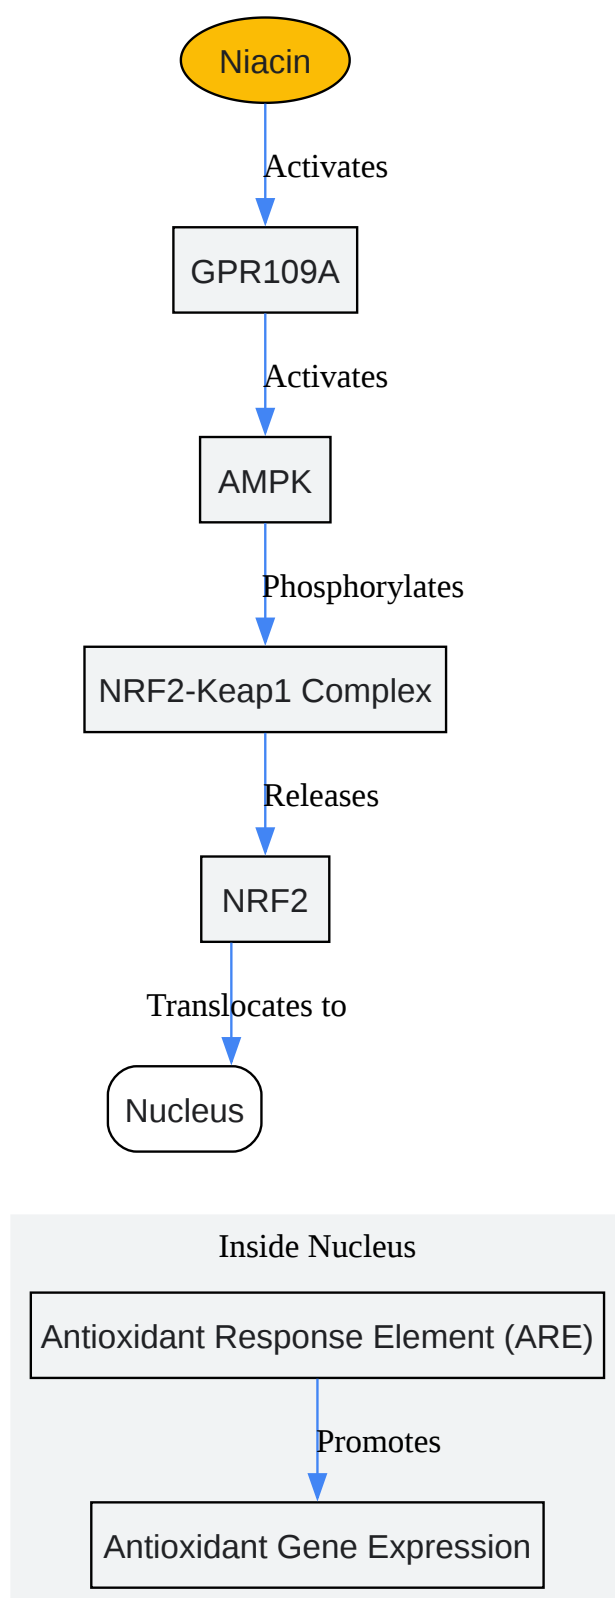 Niacin
Activates
GPR109A
Activates
AMPK
Phosphorylates
NRF2-Keap1 Complex
Releases
NRF2
Translocates to
Nucleus
Inside Nucleus
Antioxidant Response Element (ARE)
Promotes
Antioxidant Gene Expression